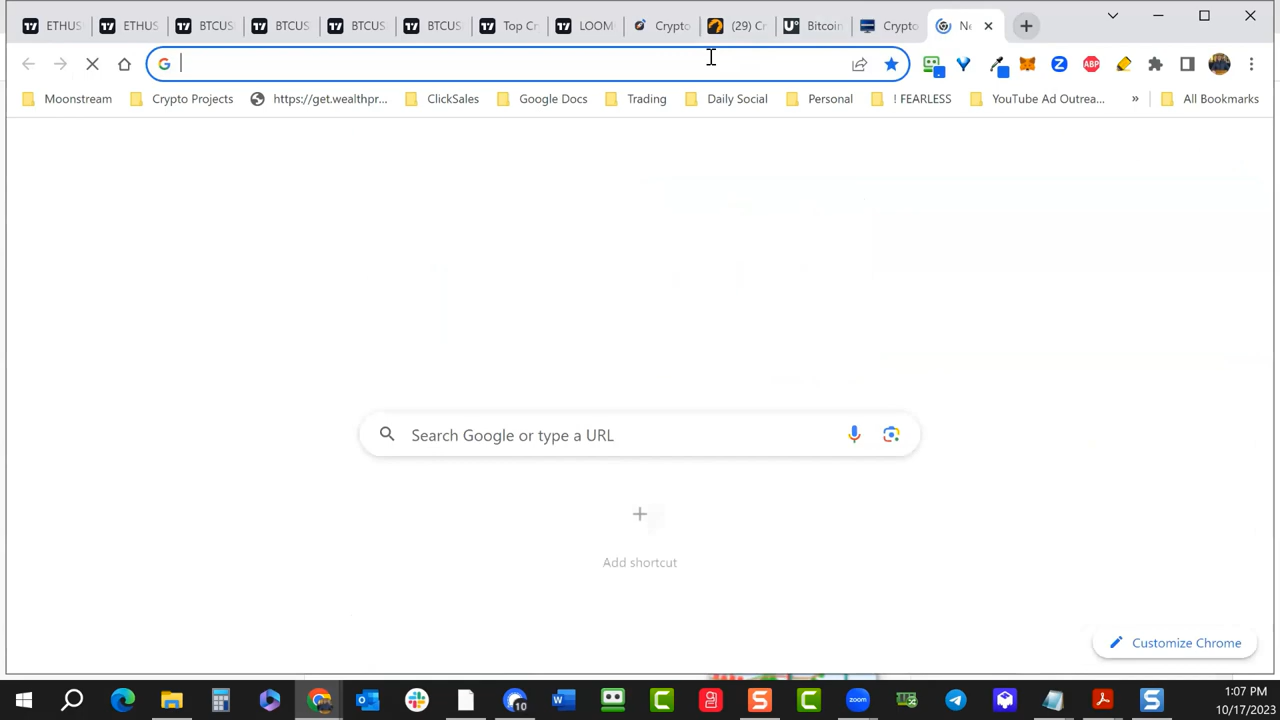 ETHUS ETHUS BTCUS BTCUS BTCUS BTCUS Top Cr LOOM Crypto (29) Cr Bitcoin Crypto Ne
Moonstream Crypto Projects https://get.wealthpr... ClickSales Google Docs Trading Daily Social Personal ! FEARLESS YouTube Ad Outrea... » All Bookmarks
Search Google or type a URL
Add shortcut
Customize Chrome
10
1:07 PM
10/17/2023